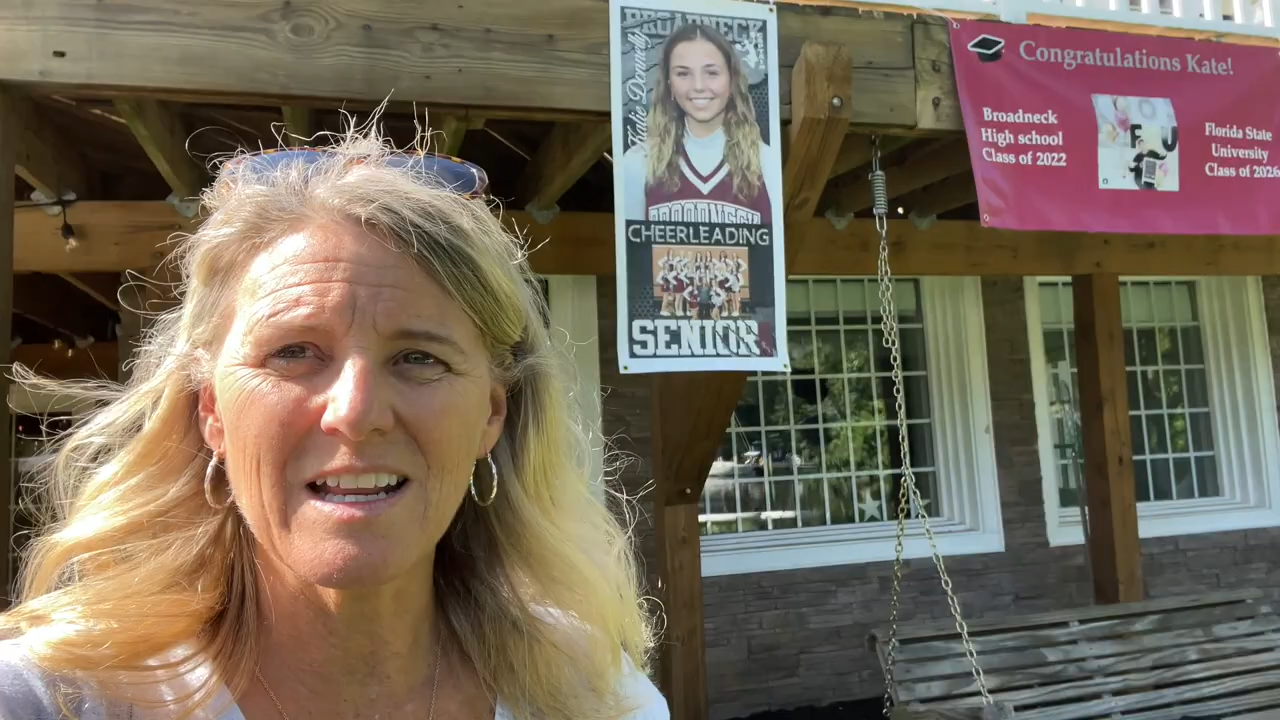 BROADNECK
Katie Donnelly
BROADNECK
CHEERLEADING
SENIOR
Congratulations Kate!
Broadneck
High school
Class of 2022
Florida State
University
Class of 2026